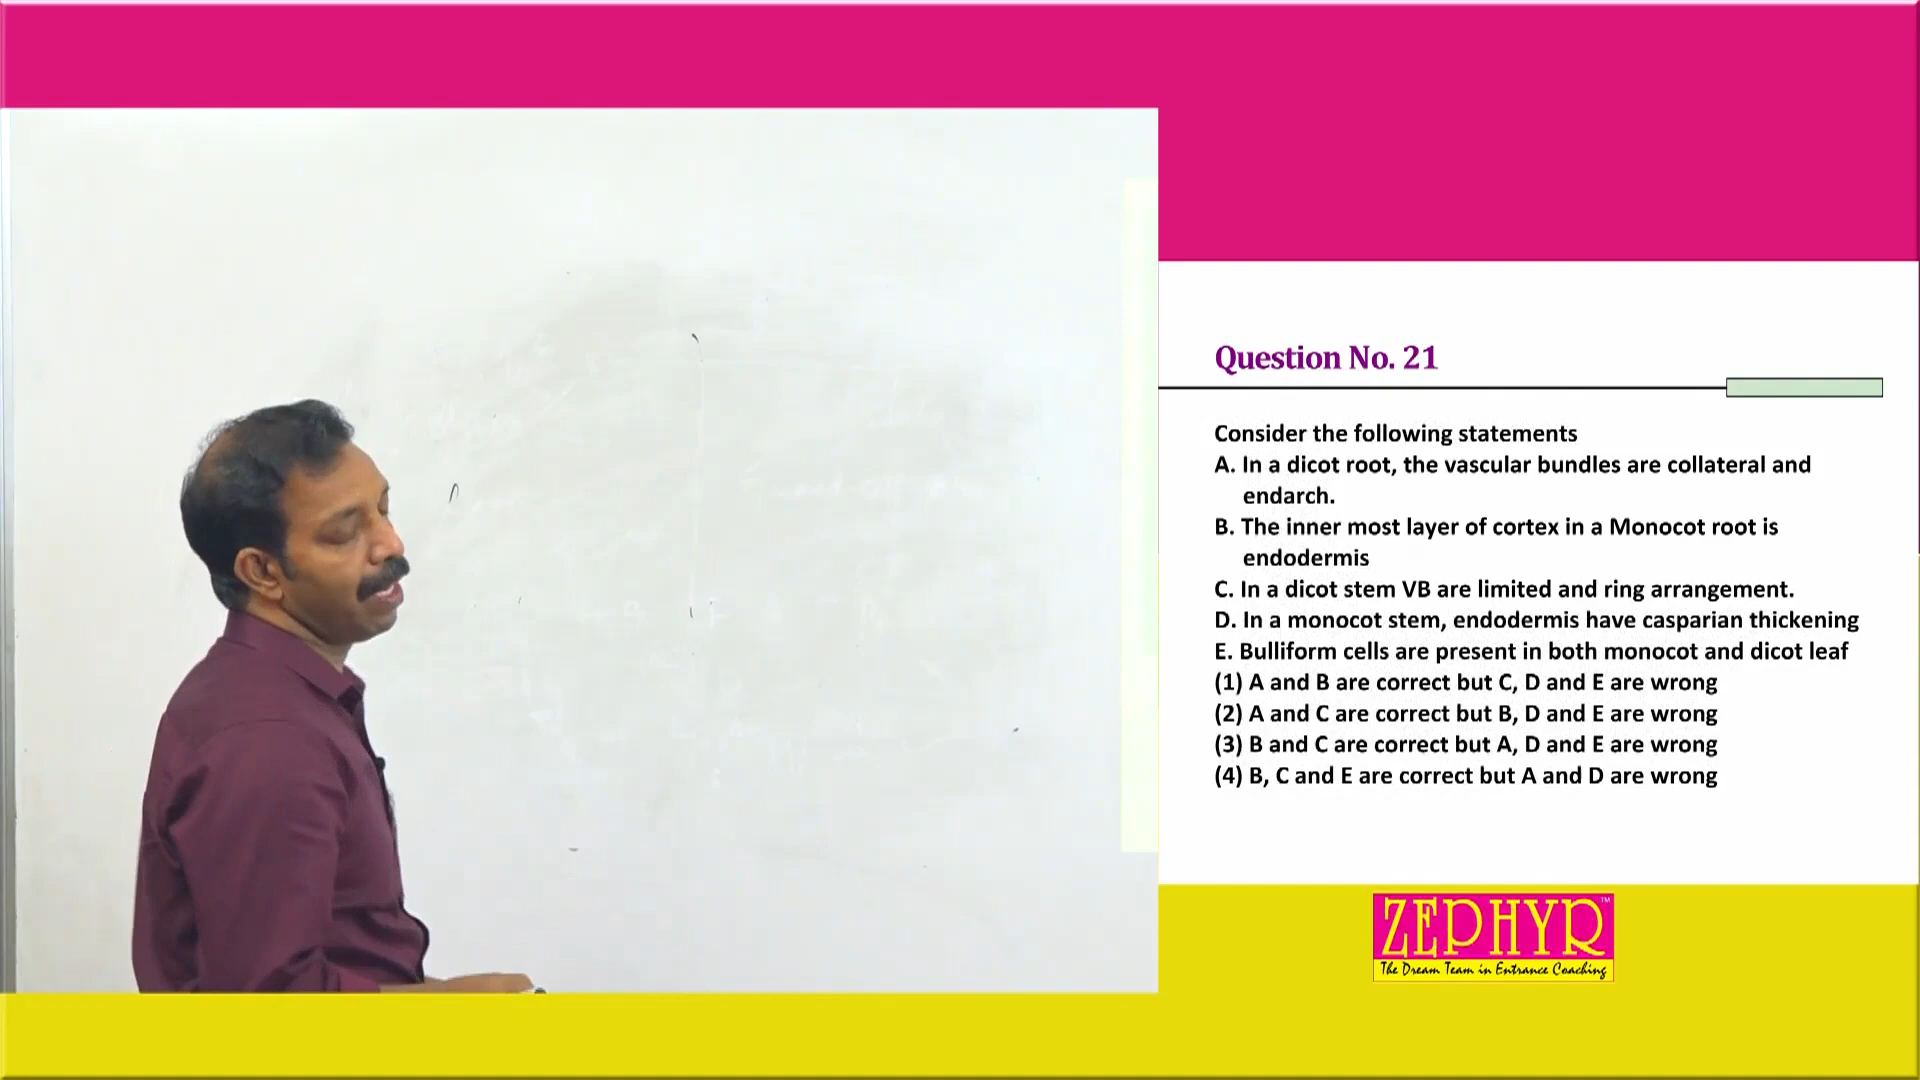 Question No. 21
Consider the following statements
A. In a dicot root, the vascular bundles are collateral and
endarch.
B. The inner most layer of cortex in a Monocot root is
endodermis
C. In a dicot stem VB are limited and ring arrangement.
D. In a monocot stem, endodermis have casparian thickening
E. Bulliform cells are present in both monocot and dicot leaf
(1) A and B are correct but C, D and E are wrong
(2) A and C are correct but B, D and E are wrong
(3) B and C are correct but A, D and E are wrong
(4) B, C and E are correct but A and D are wrong
ZEPHYR™
The Dream Team in Entrance Coaching